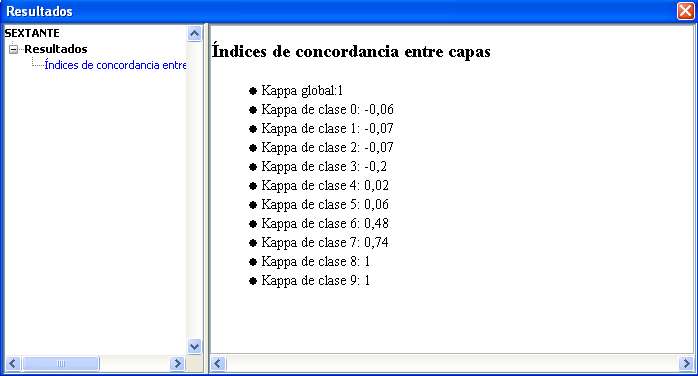 Resultados
SEXTANTE
Resultados
Índices de concordancia entre
Índices de concordancia entre capas
Kappa global:1
Kappa de clase 0: -0,06
Kappa de clase 1: -0,07
Kappa de clase 2: -0,07
Kappa de clase 3: -0,2
Kappa de clase 4: 0,02
Kappa de clase 5: 0,06
Kappa de clase 6: 0,48
Kappa de clase 7: 0,74
Kappa de clase 8: 1
Kappa de clase 9: 1